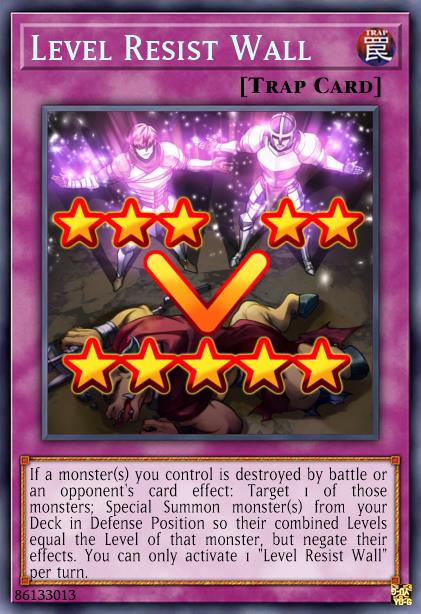 Level Resist Wall
TRAP
罠
[Trap Card]
If a monster(s) you control is destroyed by battle or
an opponent's card effect: Target 1 of those
monsters; Special Summon monster(s) from your
Deck in Defense Position so their combined Levels
equal the Level of that monster, but negate their
effects. You can only activate 1 "Level Resist Wall"
per turn.
86133013